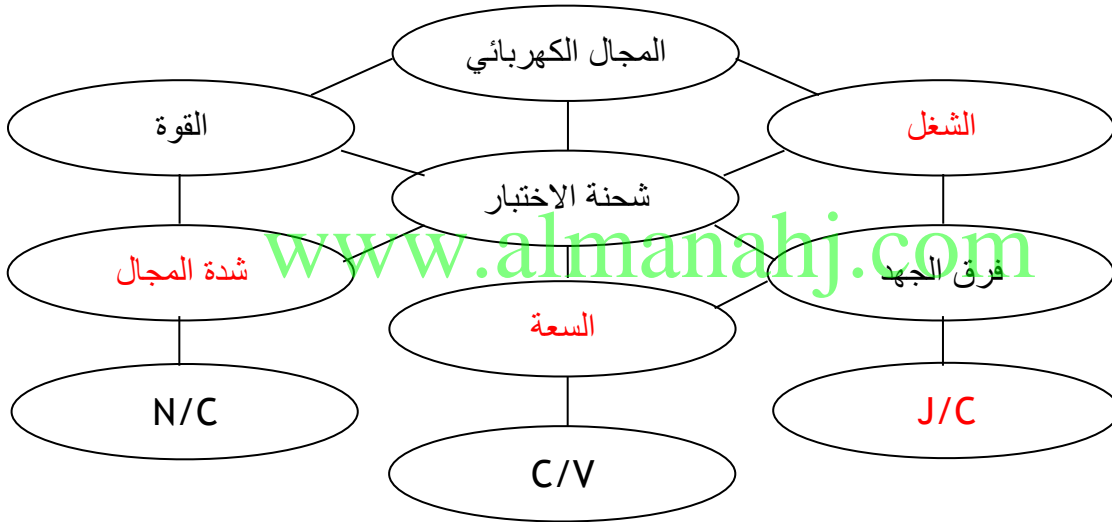 المجال الكهربائي
القوة
الشغل
شحنة الاختبار
شدة المجال
فرق الجهد
www.almanahj.com
السعة
N/C
J/C
C/V